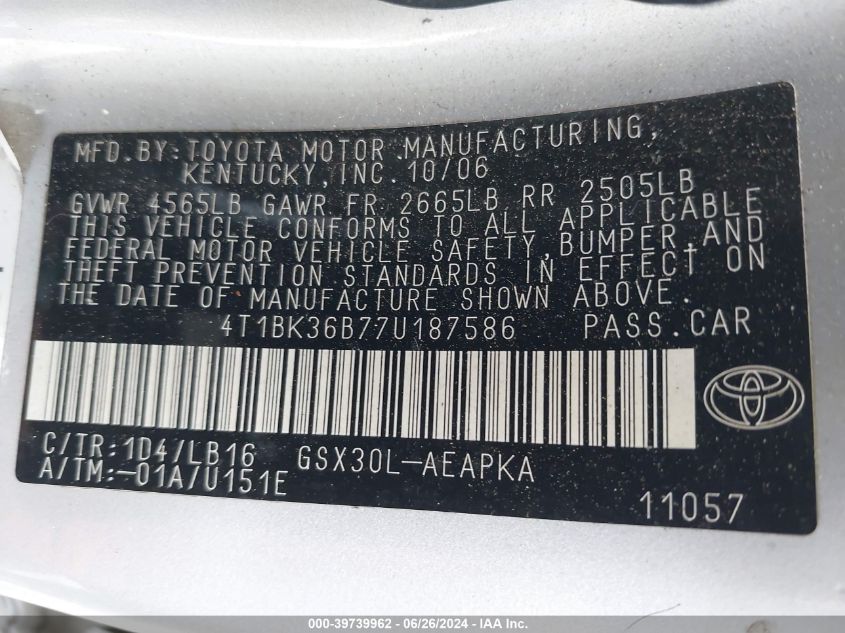 MFD. BY: TOYOTA MOTOR MANUFACTURING,
KENTUCKY, INC. 10/06
GVWR 4565LB GAWR FR 2665LB RR 2505LB
THIS VEHICLE CONFORMS TO ALL APPLICABLE
FEDERAL MOTOR VEHICLE SAFETY, BUMPER, AND
THEFT PREVENTION STANDARDS IN EFFECT ON
THE DATE OF MANUFACTURE SHOWN ABOVE.
4T1BK36B77U187586 PASS. CAR
C/TR: 1D4/LB16 GSX30L-AEAPKA
A/TM: -01A/U151E
11057
000-39739962 - 06/26/2024 - IAA Inc.